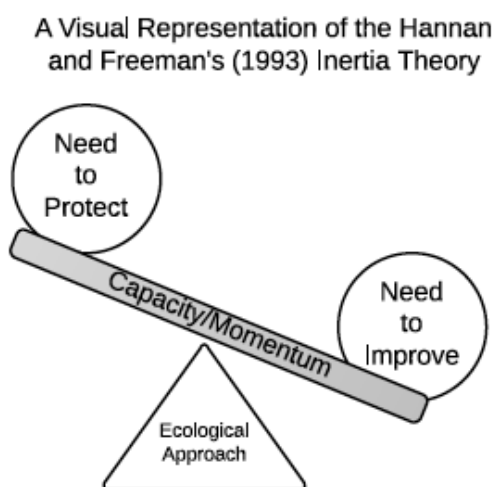 A Visual Representation of the Hannan
and Freeman's (1993) Inertia Theory
Need
to
Protect
Capacity/Momentum
Need
to
Improve
Ecological
Approach